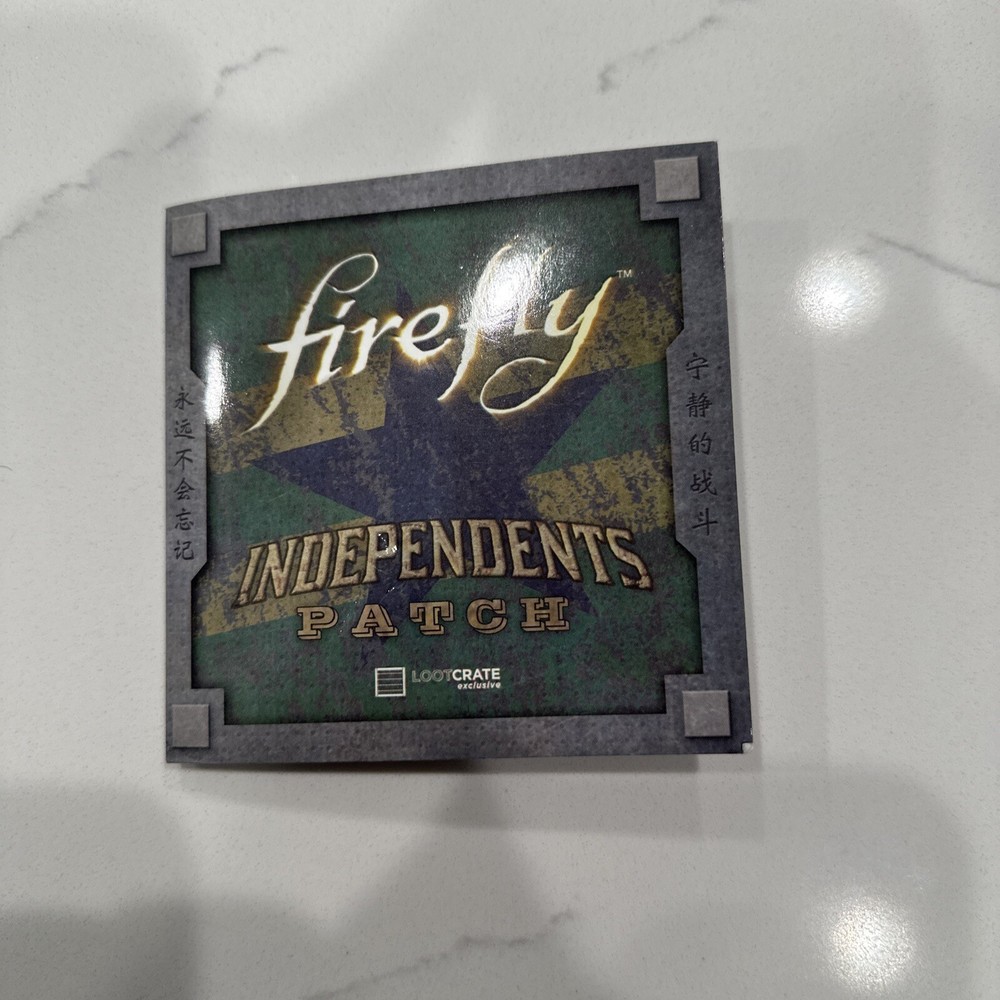 firefly™
永远不会忘记
宁静的战斗
INDEPENDENTS
PATCH
LOOTCRATE
exclusive